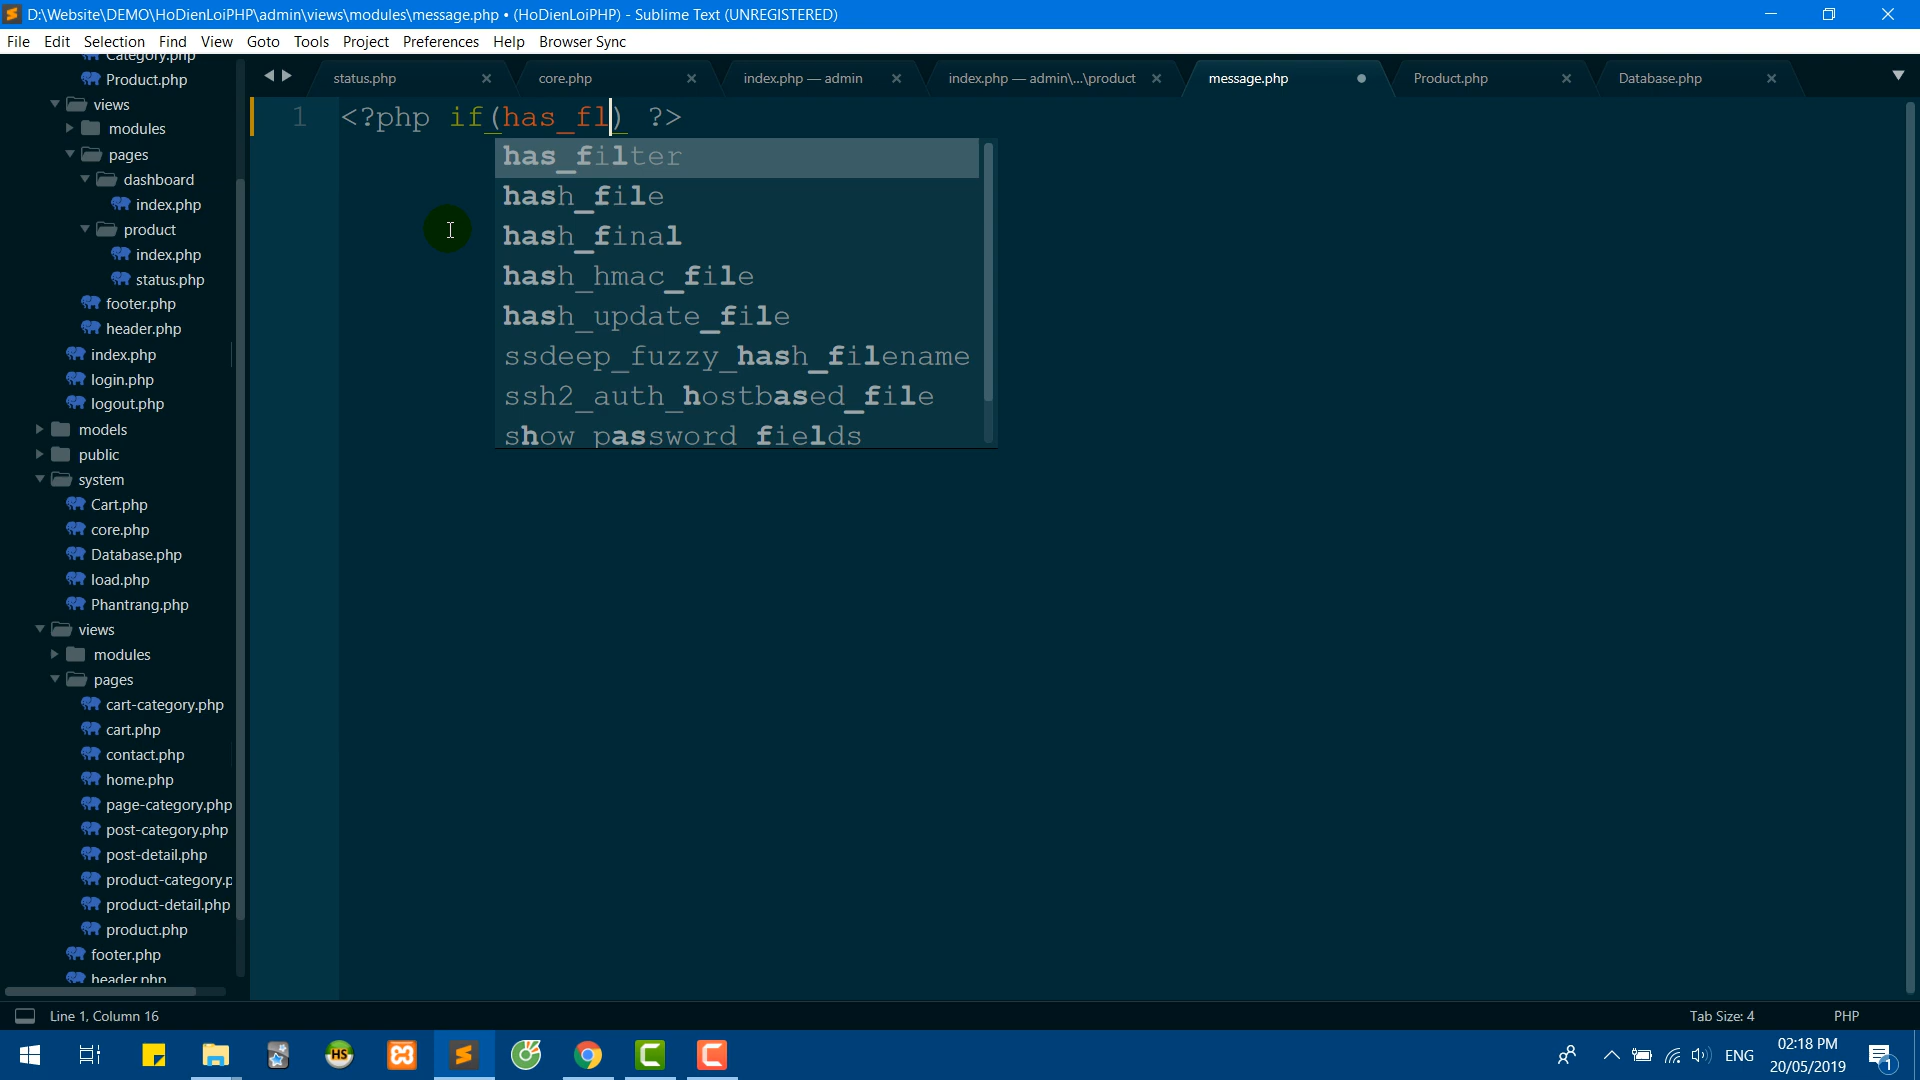 D:\Website\DEMO\HoDienLoiPHP\admin\views\modules\message.php • (HoDienLoiPHP) - Sublime Text (UNREGISTERED)
File Edit Selection Find View Goto Tools Project Preferences Help Browser Sync
Category.php
Product.php
views
modules
pages
dashboard
index.php
product
index.php
status.php
footer.php
header.php
index.php
login.php
logout.php
models
public
system
Cart.php
core.php
Database.php
load.php
Phantrang.php
views
modules
pages
cart-category.php
cart.php
contact.php
home.php
page-category.php
post-category.php
post-detail.php
product-category.p
product-detail.php
product.php
footer.php
header.php
status.php
core.php
index.php — admin
index.php — admin\...\product
message.php
Product.php
Database.php
1 <?php if(has_fl) ?>
has_filter
hash_file
hash_final
hash_hmac_file
hash_update_file
ssdeep_fuzzy_hash_filename
ssh2_auth_hostbased_file
show_password_fields
Line 1, Column 16
Tab Size: 4
PHP
HS
ENG
02:18 PM
20/05/2019
1